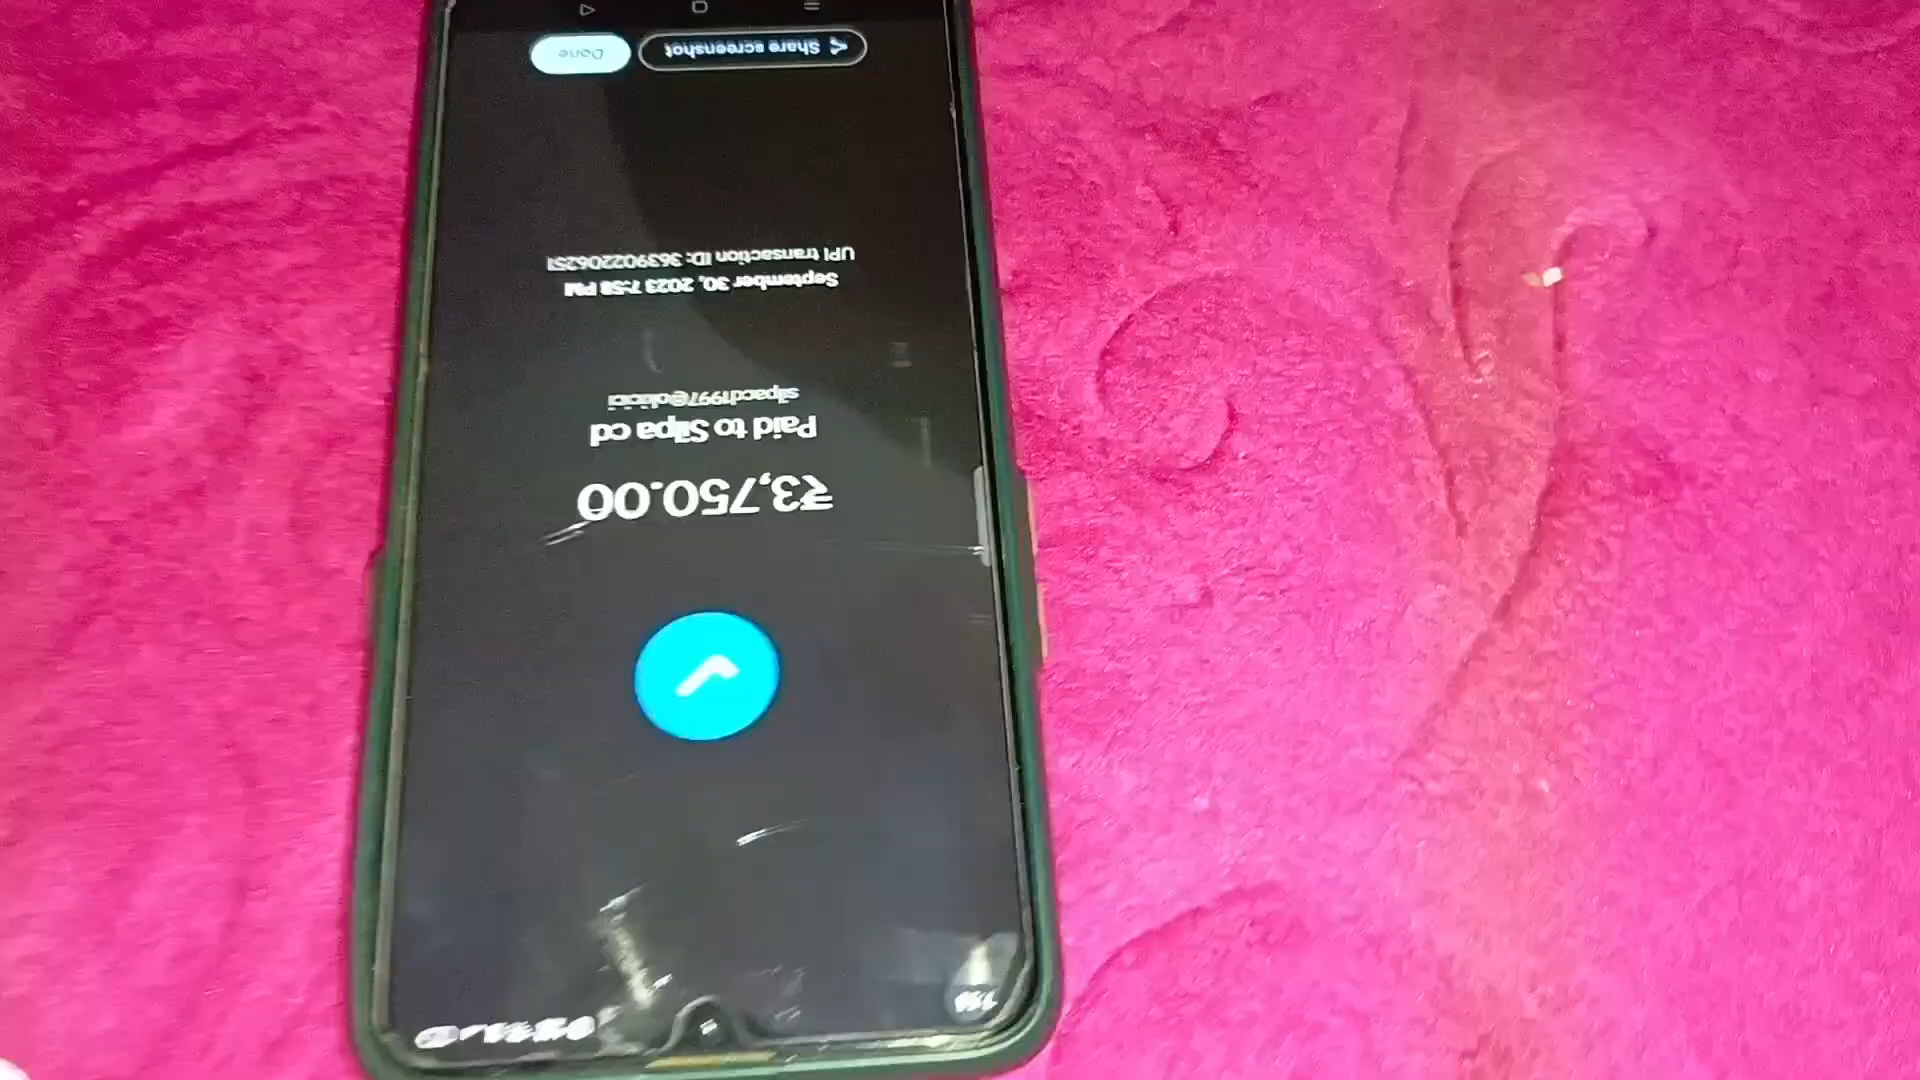 ₹3,750.00
Paid to Silpa cd
silpacd1997@okicici
September 30, 2023 7:58 PM
UPI transaction ID: 363902206251
Share screenshot
Done